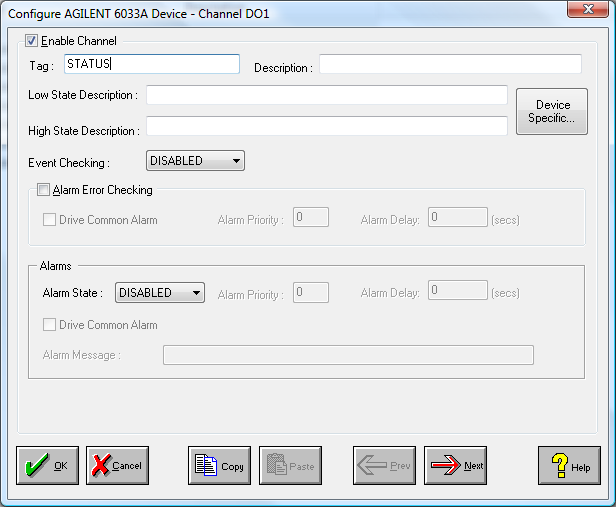 Configure AGILENT 6033A Device - Channel DO1
Enable Channel
Tag : STATUS Description :
Low State Description :
Device Specific...
High State Description :
Event Checking : DISABLED
Alarm Error Checking
Drive Common Alarm Alarm Priority : 0 Alarm Delay: 0 (secs)
Alarms
Alarm State : DISABLED Alarm Priority : 0 Alarm Delay: 0 (secs)
Drive Common Alarm
Alarm Message :
OK Cancel Copy Paste Prev Next Help